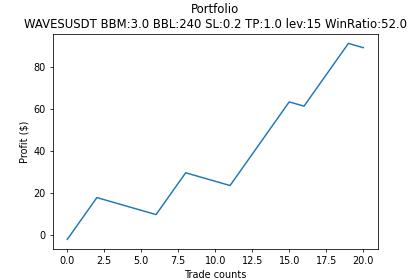 Portfolio
WAVESUSDT BBM:3.0 BBL:240 SL:0.2 TP:1.0 lev:15 WinRatio:52.0
80
60
40
20
0
Profit ($)
0.0 2.5 5.0 7.5 10.0 12.5 15.0 17.5 20.0
Trade counts